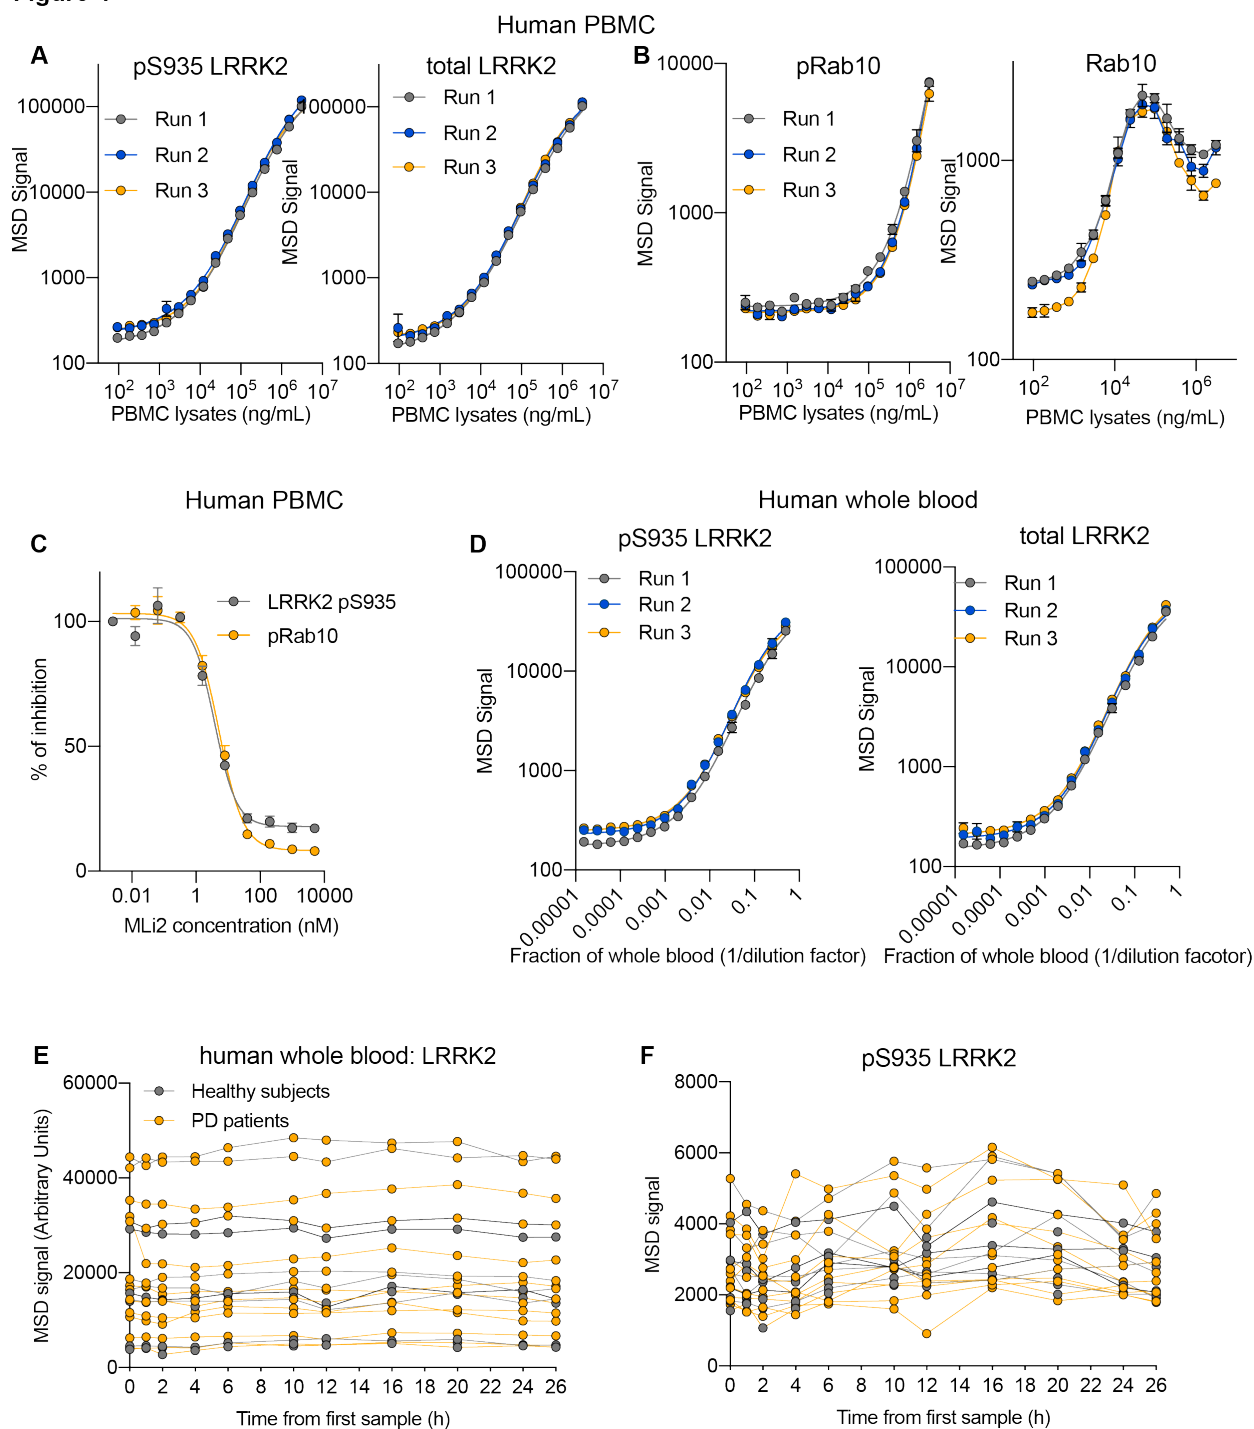 Human PBMC
A
pS935 LRRK2
MSD Signal
100000
10000
1000
100
Run 1
Run 2
Run 3
10² 10³ 10⁴ 10⁵ 10⁶ 10⁷
PBMC lysates (ng/mL)
total LRRK2
MSD Signal
100000
10000
1000
100
Run 1
Run 2
Run 3
10² 10³ 10⁴ 10⁵ 10⁶ 10⁷
PBMC lysates (ng/mL)
B
pRab10
MSD Signal
10000
1000
100
Run 1
Run 2
Run 3
10² 10³ 10⁴ 10⁵ 10⁶ 10⁷
PBMC lysates (ng/mL)
Rab10
MSD Signal
1000
100
10² 10⁴ 10⁶
PBMC lysates (ng/mL)
Human PBMC
C
% of inhibition
100
50
0
LRRK2 pS935
pRab10
0.01 1 100 10000
MLi2 concentration (nM)
Human whole blood
D
pS935 LRRK2
MSD Signal
100000
10000
1000
100
Run 1
Run 2
Run 3
0.00001 0.0001 0.001 0.01 0.1 1
Fraction of whole blood (1/dilution factor)
total LRRK2
MSD Signal
100000
10000
1000
100
Run 1
Run 2
Run 3
0.00001 0.0001 0.001 0.01 0.1 1
Fraction of whole blood (1/dilution facotor)
E
human whole blood: LRRK2
MSD signal (Arbitrary Units)
60000
40000
20000
0
Healthy subjects
PD patients
0 2 4 6 8 10 12 14 16 18 20 22 24 26
Time from first sample (h)
F
pS935 LRRK2
MSD signal
8000
6000
4000
2000
0
0 2 4 6 8 10 12 14 16 18 20 22 24 26
Time from first sample (h)